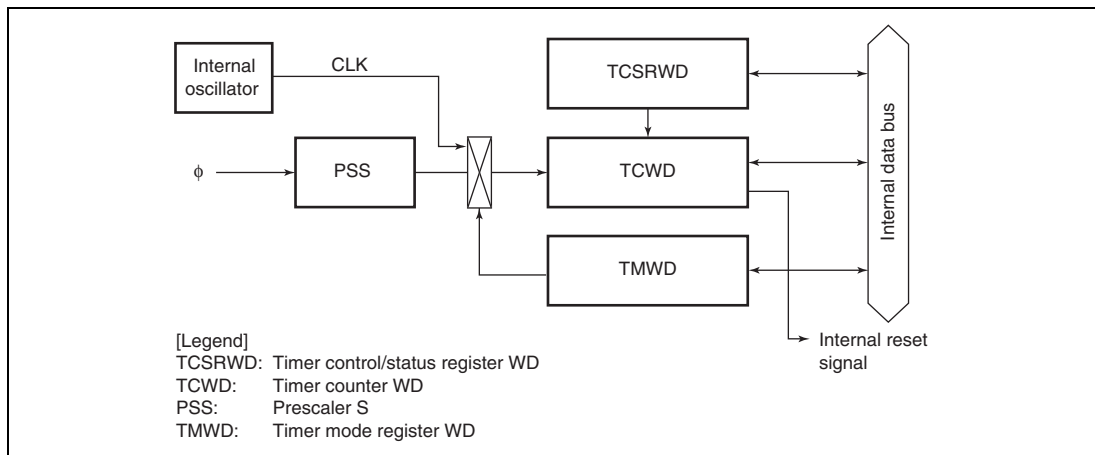 Internal
oscillator
CLK
TCSRWD
φ
PSS
TCWD
TMWD
Internal data bus
Internal reset
signal
[Legend]
TCSRWD: Timer control/status register WD
TCWD: Timer counter WD
PSS: Prescaler S
TMWD: Timer mode register WD